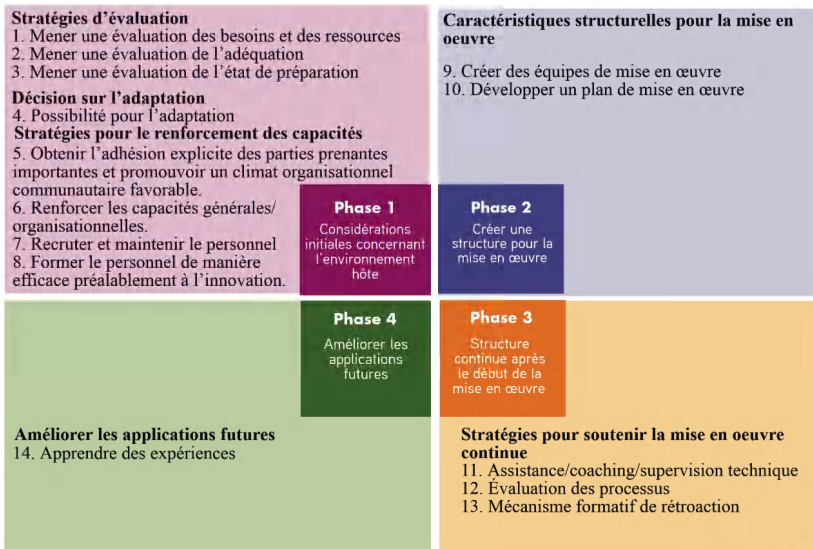 Stratégies d'évaluation
1. Mener une évaluation des besoins et des ressources
2. Mener une évaluation de l'adéquation
3. Mener une évaluation de l'état de préparation
Décision sur l'adaptation
4. Possibilité pour l'adaptation
Stratégies pour le renforcement des capacités
5. Obtenir l'adhésion explicite des parties prenantes
importantes et promouvoir un climat organisationnel
communautaire favorable.
6. Renforcer les capacités générales/
organisationnelles.
7. Recruter et maintenir le personnel
8. Former le personnel de manière
efficace préalablement à l'innovation.
Phase 1
Considérations
initiales concernant
l'environnement
hôte
Caractéristiques structurelles pour la mise en
oeuvre
9. Créer des équipes de mise en œuvre
10. Développer un plan de mise en œuvre
Phase 2
Créer une
structure pour la
mise en œuvre
Phase 4
Améliorer les
applications
futures
Améliorer les applications futures
14. Apprendre des expériences
Phase 3
Structure
continue après
le début de la
mise en œuvre
Stratégies pour soutenir la mise en oeuvre
continue
11. Assistance/coaching/supervision technique
12. Évaluation des processus
13. Mécanisme formatif de rétroaction